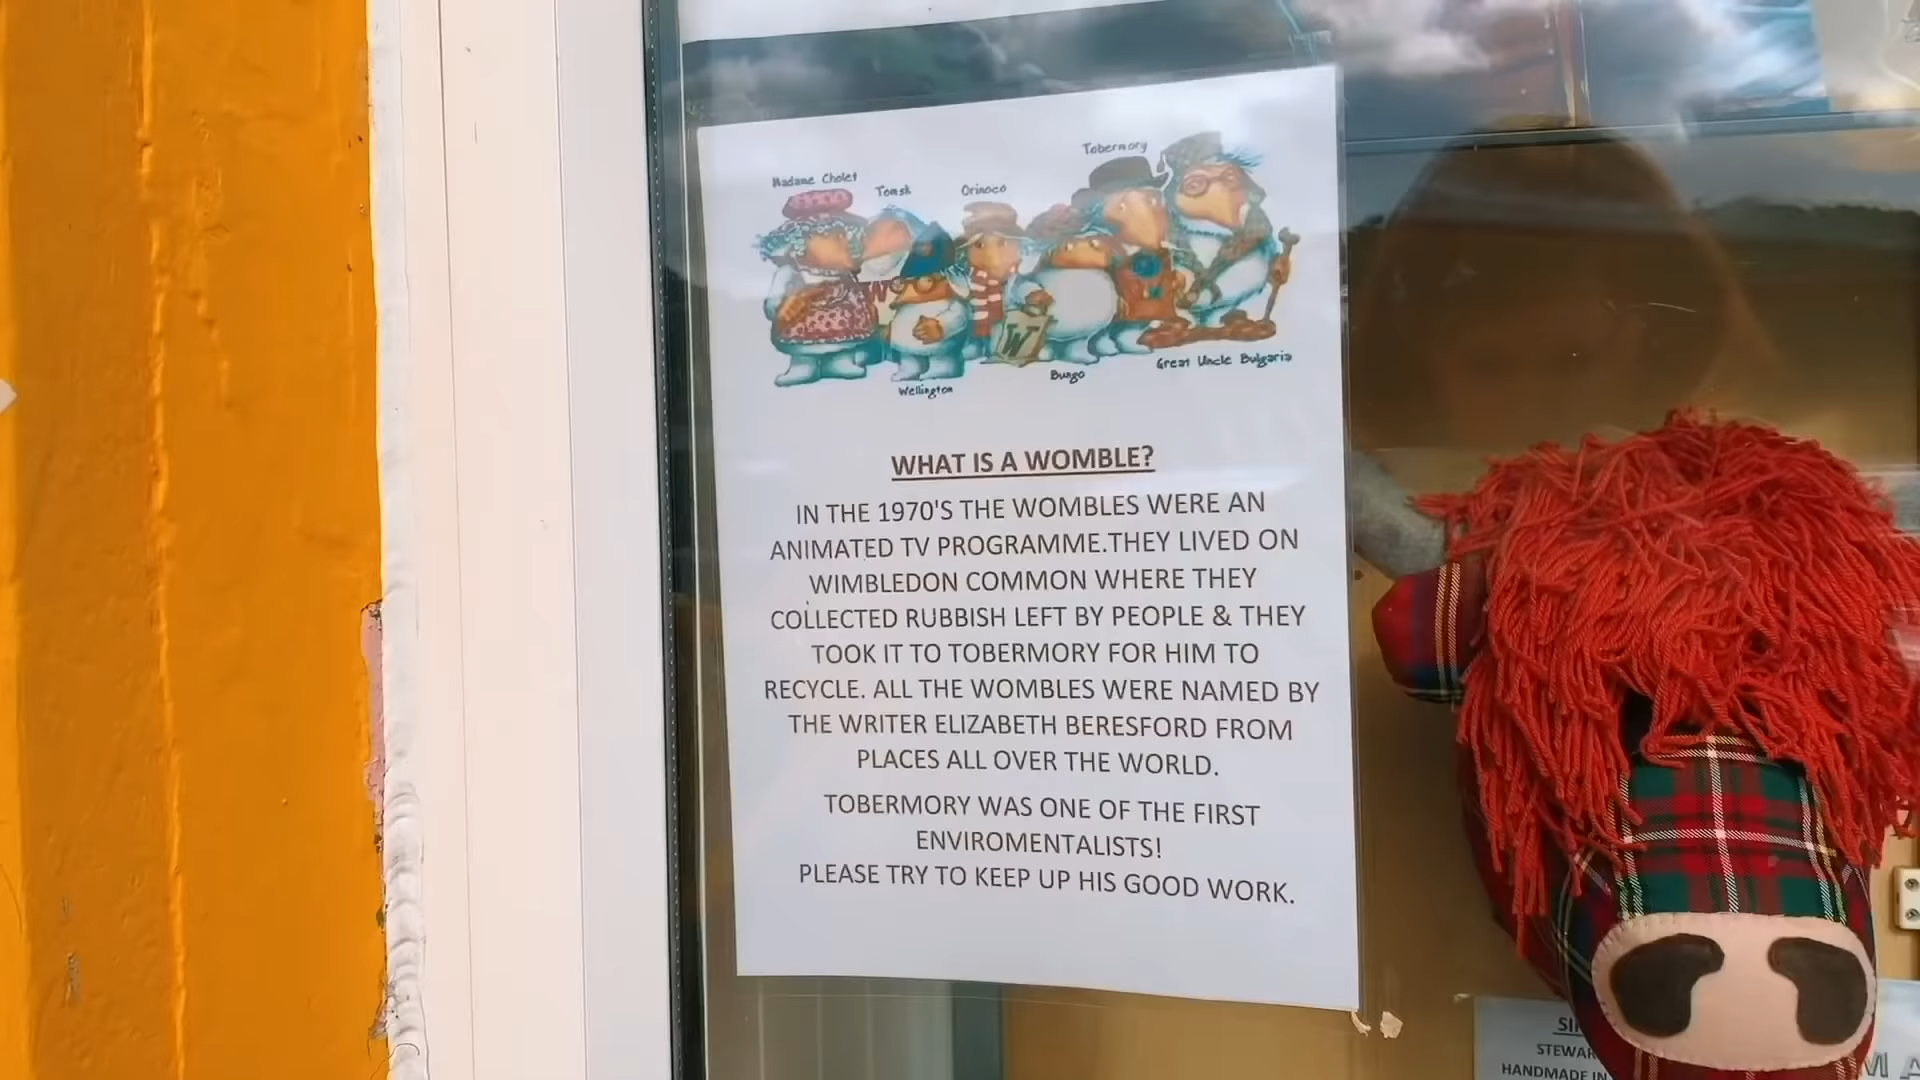 Tobermory
Madame Cholet
Tomsk
Orinoco
Great Uncle Bulgaria
Bungo
Wellington
W
W
WHAT IS A WOMBLE?
IN THE 1970'S THE WOMBLES WERE AN
ANIMATED TV PROGRAMME.THEY LIVED ON
WIMBLEDON COMMON WHERE THEY
COLLECTED RUBBISH LEFT BY PEOPLE & THEY
TOOK IT TO TOBERMORY FOR HIM TO
RECYCLE. ALL THE WOMBLES WERE NAMED BY
THE WRITER ELIZABETH BERESFORD FROM
PLACES ALL OVER THE WORLD.
TOBERMORY WAS ONE OF THE FIRST
ENVIROMENTALISTS!
PLEASE TRY TO KEEP UP HIS GOOD WORK.
HANDMADE IN